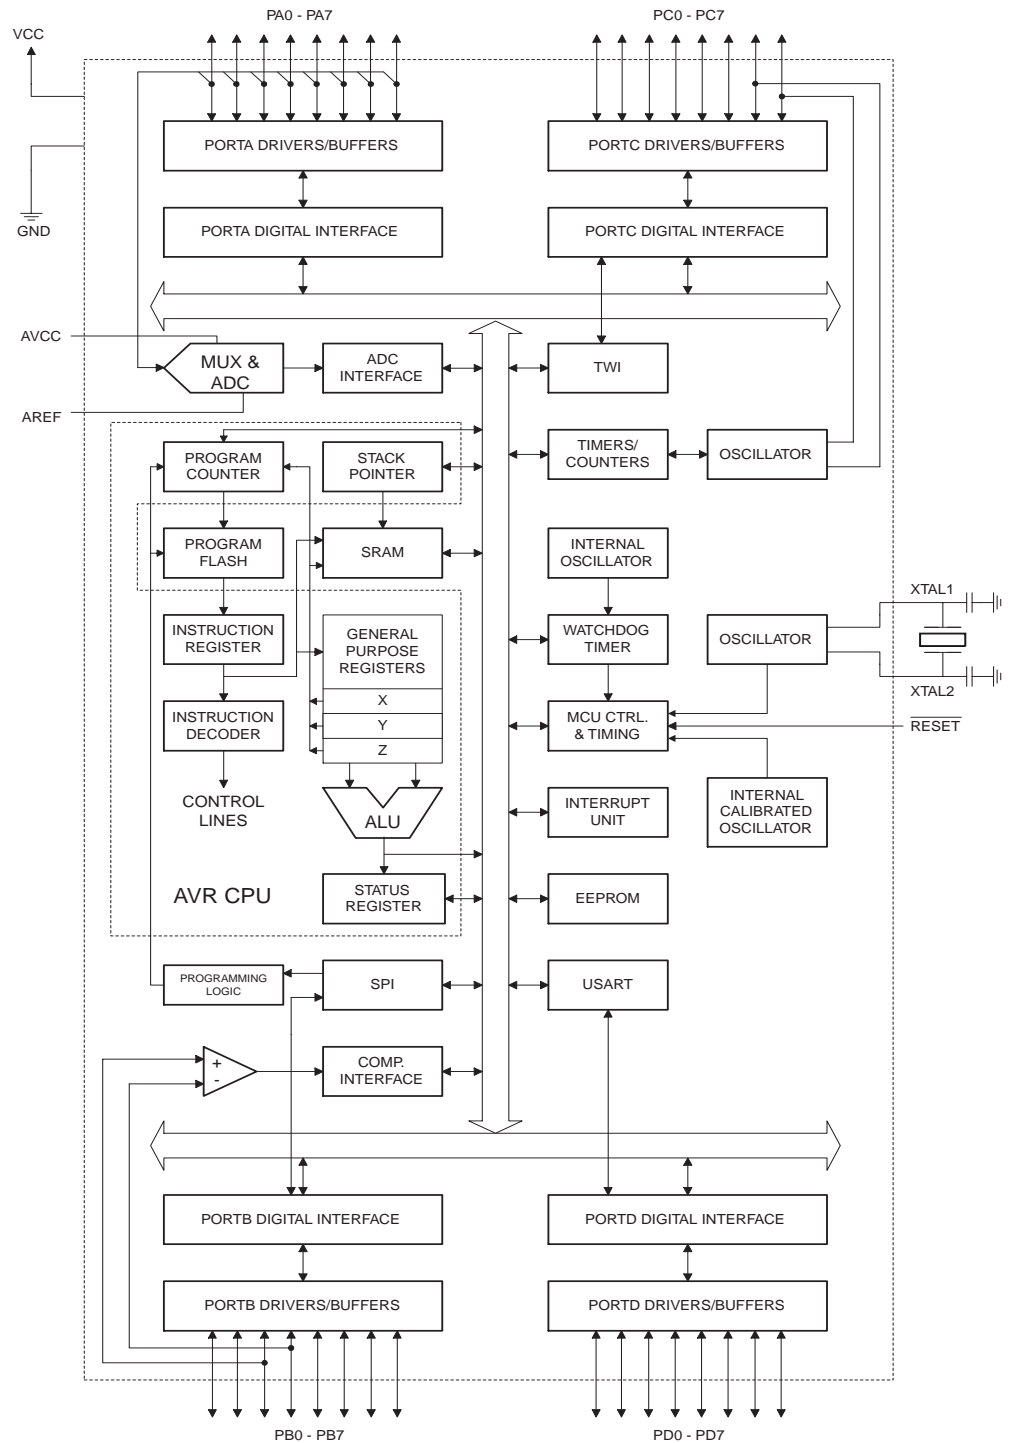 PA0 - PA7
PC0 - PC7
VCC
PORTA DRIVERS/BUFFERS
PORTC DRIVERS/BUFFERS
GND
PORTA DIGITAL INTERFACE
PORTC DIGITAL INTERFACE
AVCC
MUX &
ADC
ADC
INTERFACE
TWI
AREF
PROGRAM
COUNTER
STACK
POINTER
TIMERS/
COUNTERS
OSCILLATOR
PROGRAM
FLASH
SRAM
INTERNAL
OSCILLATOR
XTAL1
INSTRUCTION
REGISTER
GENERAL
PURPOSE
REGISTERS
WATCHDOG
TIMER
OSCILLATOR
XTAL2
X
INSTRUCTION
DECODER
Y
Z
MCU CTRL.
& TIMING
RESET
CONTROL
LINES
ALU
INTERRUPT
UNIT
INTERNAL
CALIBRATED
OSCILLATOR
AVR CPU
STATUS
REGISTER
EEPROM
PROGRAMMING
LOGIC
SPI
USART
+
-
COMP.
INTERFACE
PORTB DIGITAL INTERFACE
PORTD DIGITAL INTERFACE
PORTB DRIVERS/BUFFERS
PORTD DRIVERS/BUFFERS
PB0 - PB7
PD0 - PD7